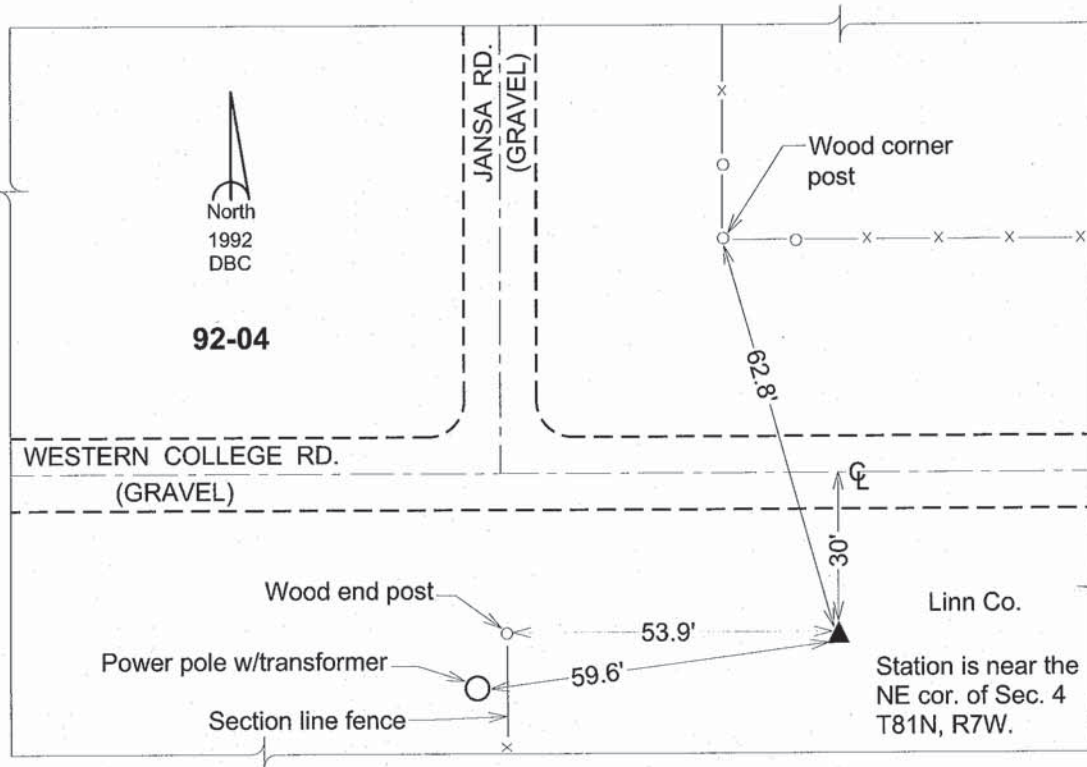 JANSA RD.
(GRAVEL)
Wood corner
post
North
1992
DBC
92-04
62.8'
WESTERN COLLEGE RD.
(GRAVEL)
℄
30'
Wood end post
53.9'
Linn Co.
Power pole w/transformer
59.6'
Station is near the
NE cor. of Sec. 4
T81N, R7W.
Section line fence